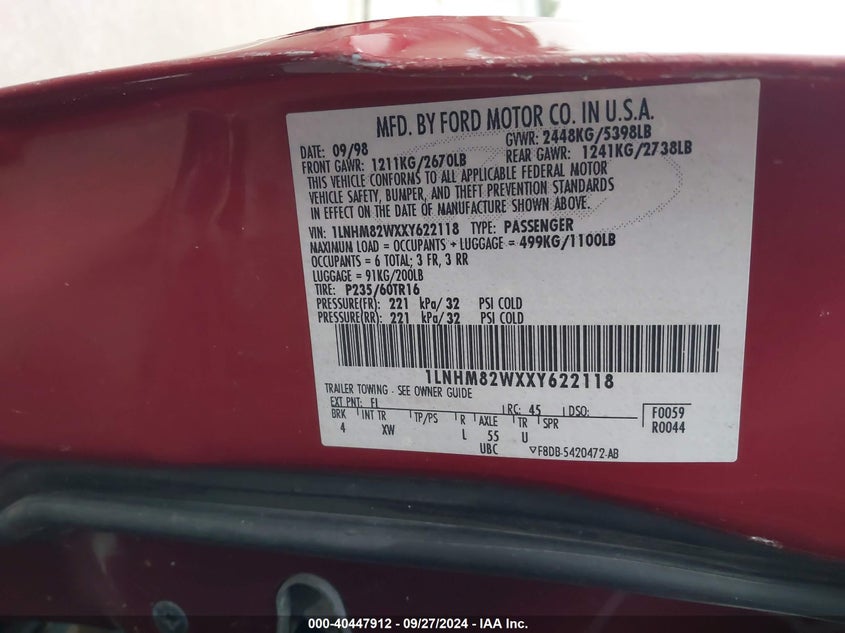 MFD. BY FORD MOTOR CO. IN U.S.A.
DATE: 09/98 GVWR: 2448KG/5398LB
FRONT GAWR: 1211KG/2670LB REAR GAWR: 1241KG/2738LB
THIS VEHICLE CONFORMS TO ALL APPLICABLE FEDERAL MOTOR
VEHICLE SAFETY, BUMPER, AND THEFT PREVENTION STANDARDS
IN EFFECT ON THE DATE OF MANUFACTURE SHOWN ABOVE.
VIN: 1LNHM82WXXY622118 TYPE: PASSENGER
MAXIMUM LOAD = OCCUPANTS + LUGGAGE = 499KG/1100LB
OCCUPANTS = 6 TOTAL; 3 FR, 3 RR
LUGGAGE = 91KG/200LB
TIRE: P235/60TR16
PRESSURE(FR) 221 kPa/32 PSI COLD
PRESSURE(RR) 221 kPa/32 PSI COLD
1LNHM82WXXY622118
TRAILER TOWING - SEE OWNER GUIDE
EXT PNT: FI RC: 45 DSO: F0059
BRK INT TR TP/PS R AXLE TR SPR R0044
4 XW L 55 U
UBC F8DB-5420472-AB
000-40447912 - 09/27/2024 - IAA Inc.